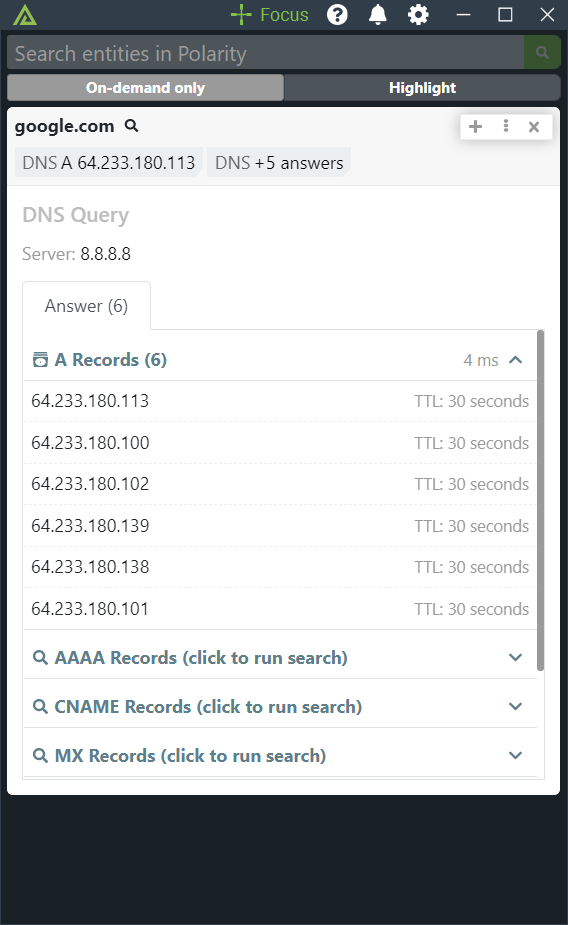 Focus
Search entities in Polarity
On-demand only Highlight
google.com
DNS A 64.233.180.113 DNS +5 answers
DNS Query
Server: 8.8.8.8
Answer (6)
A Records (6) 4 ms
64.233.180.113 TTL: 30 seconds
64.233.180.100 TTL: 30 seconds
64.233.180.102 TTL: 30 seconds
64.233.180.139 TTL: 30 seconds
64.233.180.138 TTL: 30 seconds
64.233.180.101 TTL: 30 seconds
AAAA Records (click to run search)
CNAME Records (click to run search)
MX Records (click to run search)